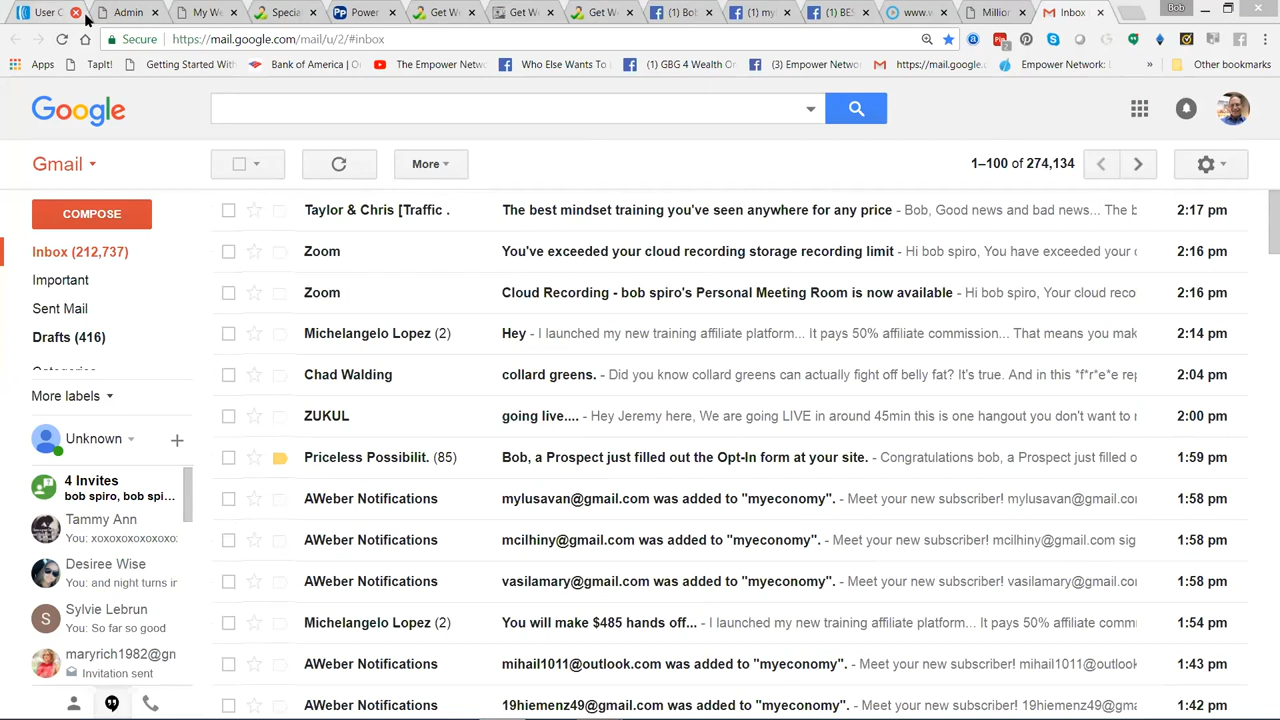 User C Admin My We Specia Power Get We Get We Get We (1) Bo (1) my (1) BES www.w Million Inbox Bob
Secure https://mail.google.com/mail/u/2/#inbox
Apps TapIt! Getting Started With Bank of America | O The Empower Netwo Who Else Wants To (1) GBG 4 Wealth O (3) Empower Netwo https://mail.google.c Empower Network: L » Other bookmarks
Google
Gmail More 1–100 of 274,134
COMPOSE
Inbox (212,737)
Important
Sent Mail
Drafts (416)
More labels
Unknown
4 Invites
bob spiro, bob spi...
Tammy Ann
You: xoxoxoxoxoxoxo:
Desiree Wise
You: and night turns ir
Sylvie Lebrun
You: So far so good
maryrich1982@gn
Invitation sent
Taylor & Chris [Traffic . The best mindset training you've seen anywhere for any price - Bob, Good news and bad news... The b 2:17 pm
Zoom You've exceeded your cloud recording storage recording limit - Hi bob spiro, You have exceeded your c 2:16 pm
Zoom Cloud Recording - bob spiro's Personal Meeting Room is now available - Hi bob spiro, Your cloud reco 2:16 pm
Michelangelo Lopez (2) Hey - I launched my new training affiliate platform... It pays 50% affiliate commission... That means you mak 2:14 pm
Chad Walding collard greens. - Did you know collard greens can actually fight off belly fat? It's true. And in this *f*r*e*e rep 2:04 pm
ZUKUL going live.... - Hey Jeremy here, We are going LIVE in around 45min this is one hangout you don't want to r 2:00 pm
Priceless Possibilit. (85) Bob, a Prospect just filled out the Opt-In form at your site. - Congratulations bob, a Prospect just filled o 1:59 pm
AWeber Notifications mylusavan@gmail.com was added to "myeconomy". - Meet your new subscriber! mylusavan@gmail.com 1:58 pm
AWeber Notifications mcilhiny@gmail.com was added to "myeconomy". - Meet your new subscriber! mcilhiny@gmail.com sig 1:58 pm
AWeber Notifications vasilamary@gmail.com was added to "myeconomy". - Meet your new subscriber! vasilamary@gmail.com 1:58 pm
Michelangelo Lopez (2) You will make $485 hands off... - I launched my new training affiliate platform... It pays 50% affiliate comm 1:54 pm
AWeber Notifications mihail1011@outlook.com was added to "myeconomy". - Meet your new subscriber! mihail1011@outlook 1:43 pm
AWeber Notifications 19hiemenz49@gmail.com was added to "myeconomy". - Meet your new subscriber! 19hiemenz49@gma 1:42 pm